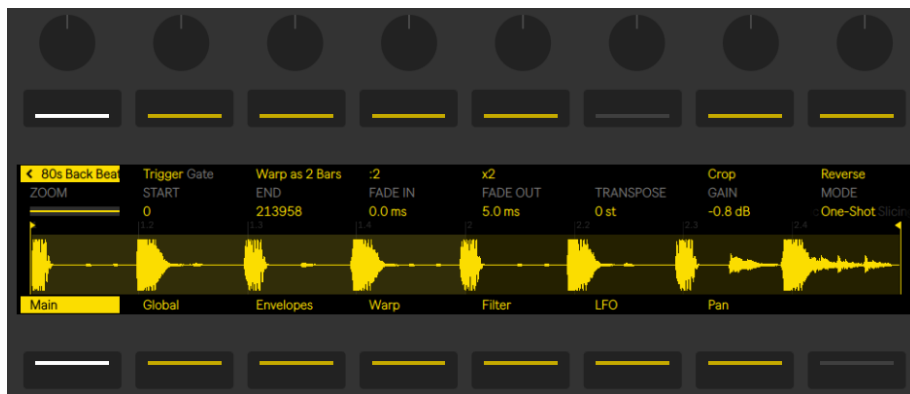 < 80s Back Beat Trigger Gate Warp as 2 Bars :2 x2 Crop Reverse
ZOOM START END FADE IN FADE OUT TRANSPOSE GAIN MODE
0 213958 0.0 ms 5.0 ms 0 st -0.8 dB One-Shot Slicin
1.2 1.3 1.4 2 2.2 2.3 2.4
Main Global Envelopes Warp Filter LFO Pan